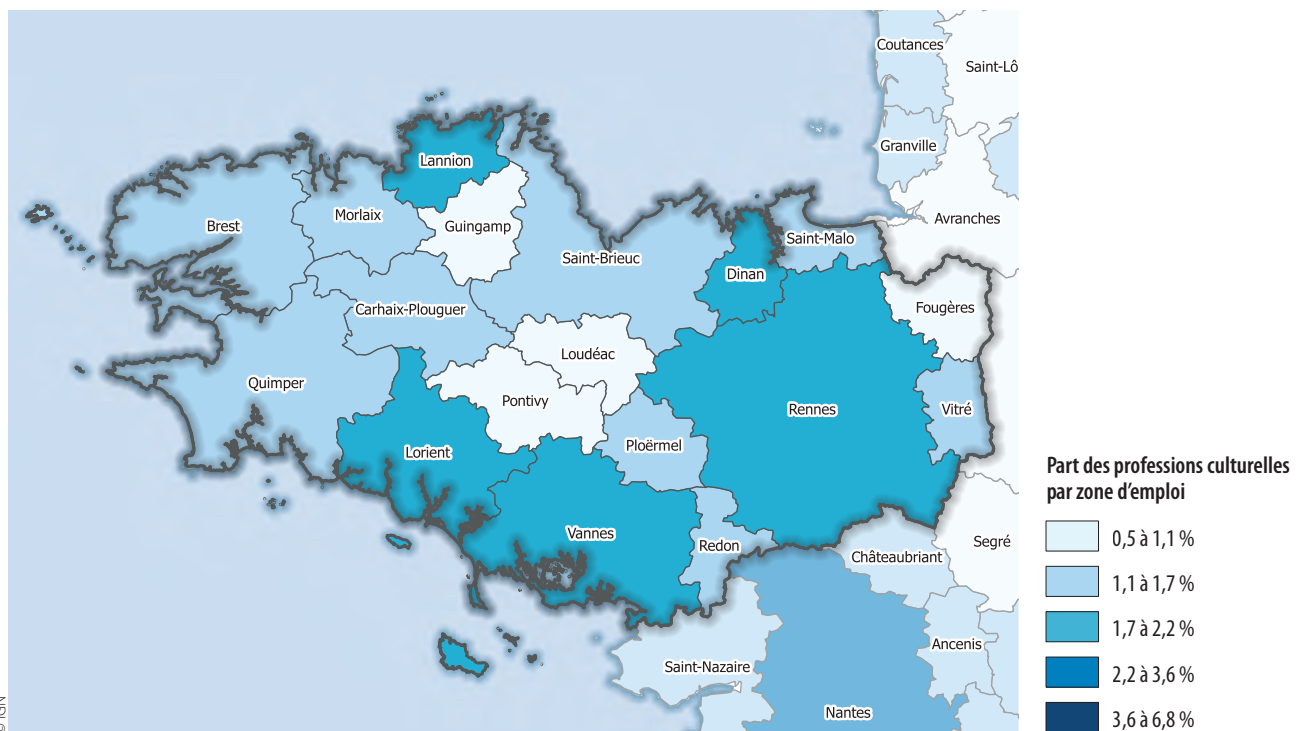 Coutances
Saint-Lô
Granville
Lannion
Avranches
Morlaix
Brest
Guingamp
Saint-Malo
Saint-Brieuc
Dinan
Carhaix-Plouguer
Fougères
Loudéac
Quimper
Pontivy
Rennes
Vitré
Ploërmel
Lorient
Vannes
Redon
Segré
Châteaubriant
Ancenis
Saint-Nazaire
Nantes
© IGN
Part des professions culturelles
par zone d’emploi
0,5 à 1,1 %
1,1 à 1,7 %
1,7 à 2,2 %
2,2 à 3,6 %
3,6 à 6,8 %